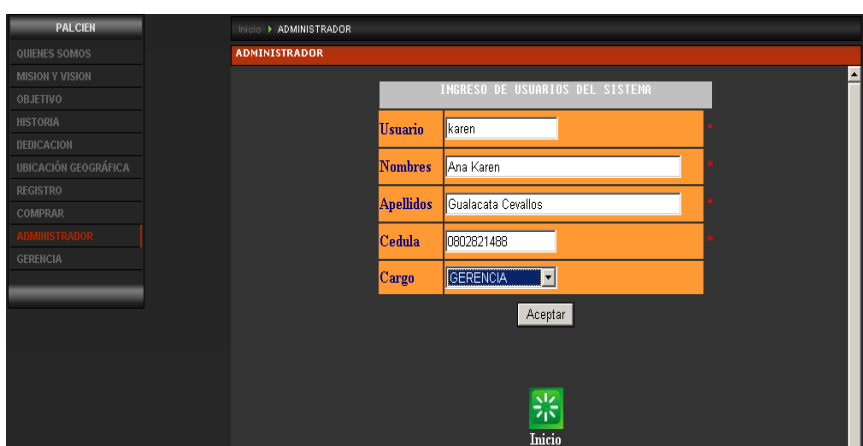 PALCIEN
QUIENES SOMOS
MISION Y VISION
OBJETIVO
HISTORIA
DEDICACION
UBICACIÓN GEOGRÁFICA
REGISTRO
COMPRAR
ADMINISTRADOR
GERENCIA
Inicio ADMINISTRADOR
ADMINISTRADOR
INGRESO DE USUARIOS DEL SISTEMA
Usuario karen *
Nombres Ana Karen *
Apellidos Gualacata Cevallos *
Cedula 0802821488 *
Cargo GERENCIA
Aceptar
Inicio